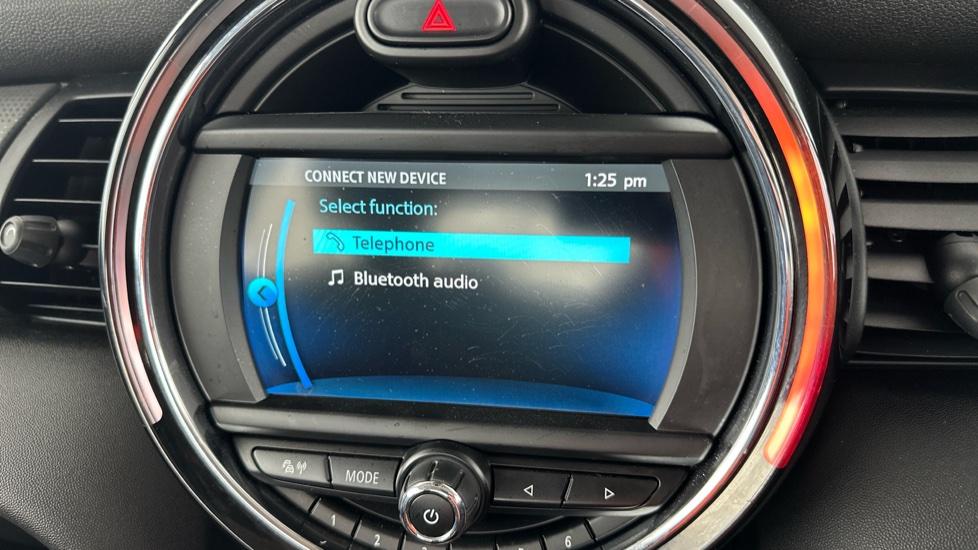 CONNECT NEW DEVICE 1:25 pm
Select function:
Telephone
Bluetooth audio
MODE
1 2 6